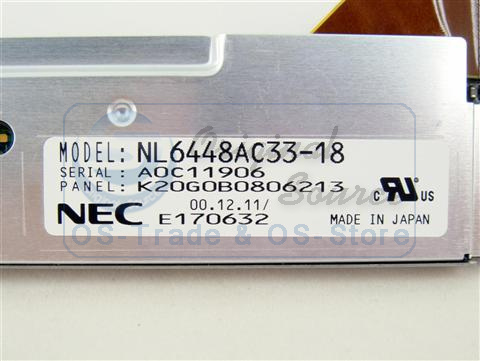 MODEL: NL6448AC33-18
SERIAL: A0C11906
PANEL: K20G0B0806213
NEC 00.12.11/
E170632
c RU US
MADE IN JAPAN
Original
Source
OS-Trade & OS-Store